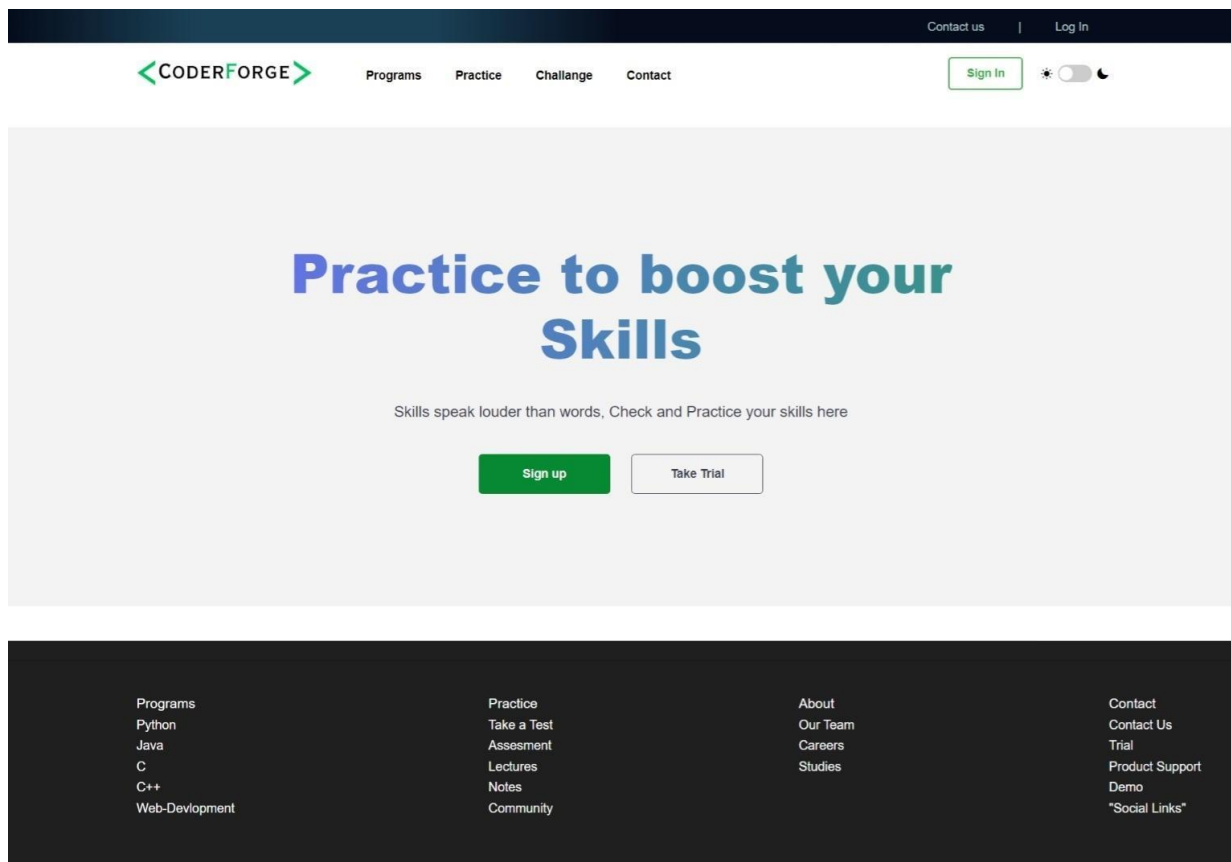 Contact us | Log In
<CODERFORGE> Programs Practice Challange Contact Sign In
Practice to boost your
Skills
Skills speak louder than words, Check and Practice your skills here
Sign up Take Trial
Programs
Python
Java
C
C++
Web-Devlopment
Practice
Take a Test
Assesment
Lectures
Notes
Community
About
Our Team
Careers
Studies
Contact
Contact Us
Trial
Product Support
Demo
"Social Links"